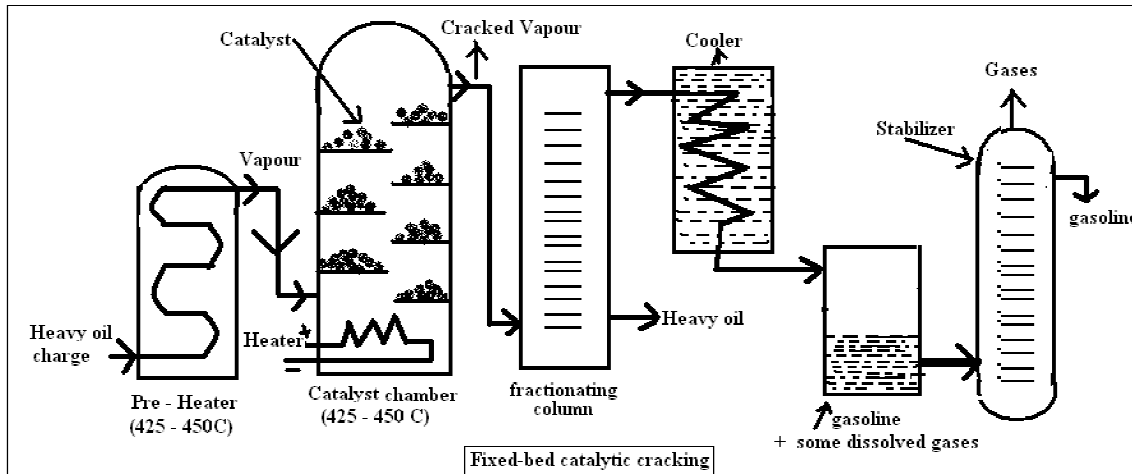 Heavy oil
charge
Pre - Heater
(425 - 450C)
Vapour
Catalyst
Heater
+
Catalyst chamber
(425 - 450 C)
Cracked Vapour
fractionating
column
Heavy oil
Cooler
gasoline
+ some dissolved gases
Stabilizer
Gases
gasoline
Fixed-bed catalytic cracking